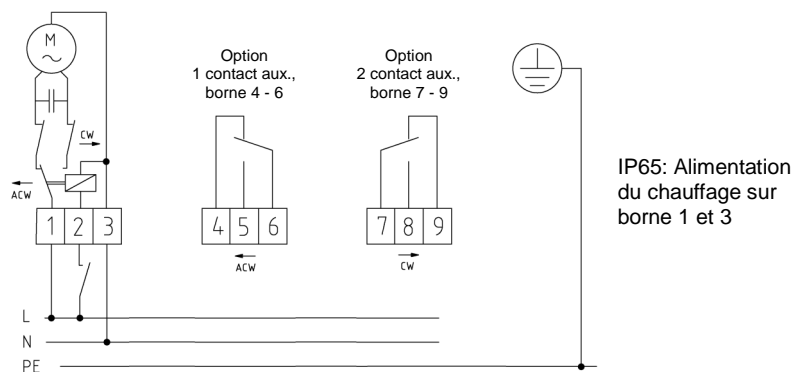 M
~
CW
ACW
1 2 3
Option
1 contact aux.,
borne 4 - 6
4 5 6
ACW
Option
2 contact aux.,
borne 7 - 9
7 8 9
CW
IP65: Alimentation
du chauffage sur
borne 1 et 3
L
N
PE